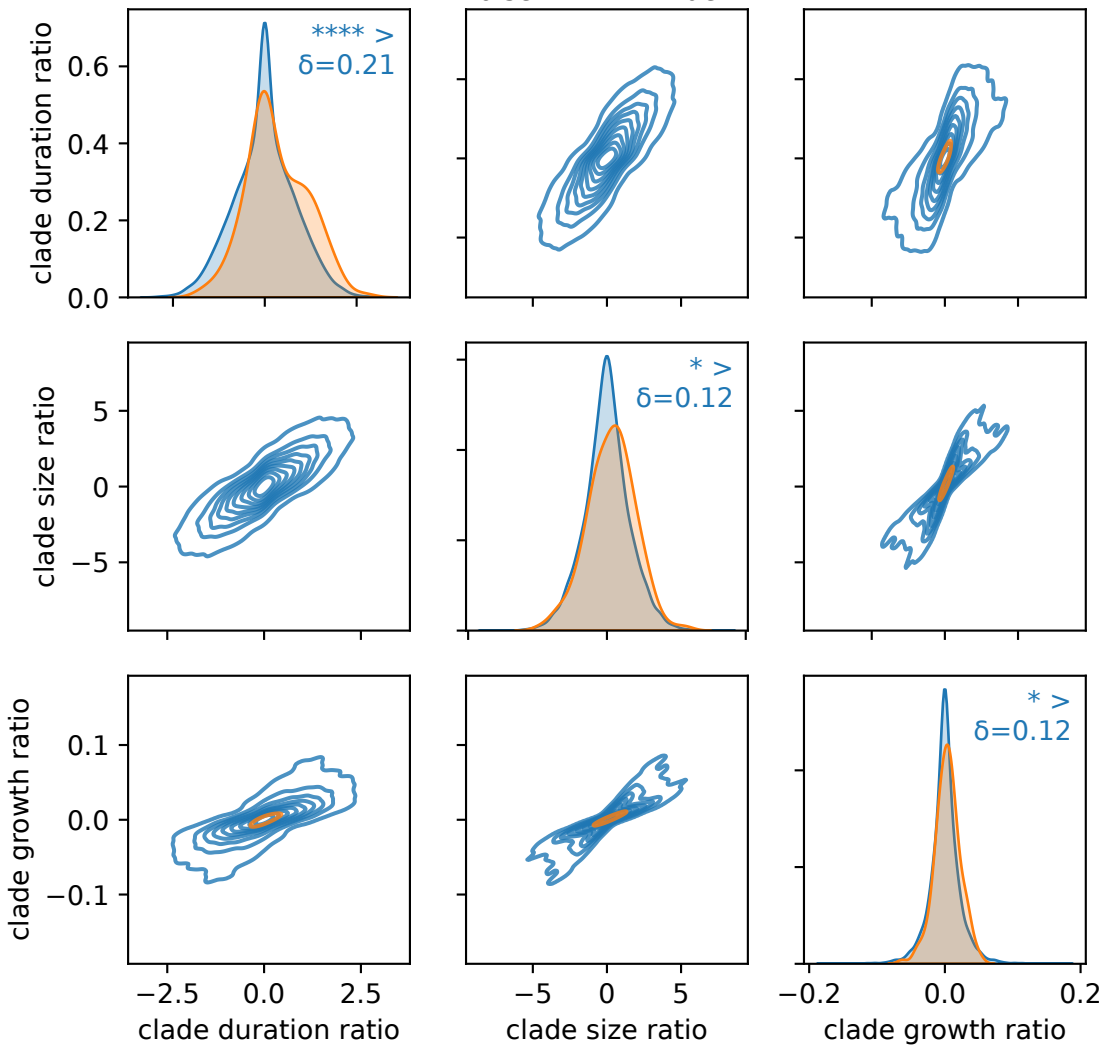 clade duration ratio
0.6
0.4
0.2
0.0
**** >
δ=0.21
clade size ratio
5
0
−5
* >
δ=0.12
clade growth ratio
0.1
0.0
−0.1
* >
δ=0.12
−2.5 0.0 2.5
−5 0 5
−0.2 0.0 0.2
clade duration ratio
clade size ratio
clade growth ratio